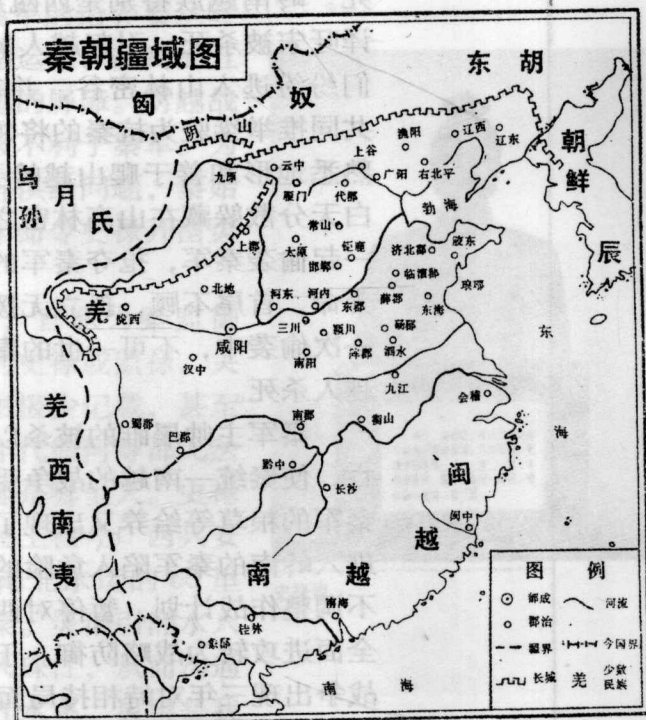 秦朝疆域图
匈 奴
东 胡
朝鲜
辰
乌孙
月氏
羌
羌
西南夷
闽越
南越
阴 山
九郡
云中
雁门
代郡
上谷
渔阳
广阳
右北平
辽西
辽东
渤海
常山
太原
上郡
钜鹿
邯郸
济北郡
胶东
临淄
琅邪
薛郡
东海
东郡
北地
陇西
河东
河内
咸阳
三川
颍川
砀郡
泗水
陈郡
南阳
汉中
九江
会稽
衡山
南郡
蜀郡
巴郡
黔中
长沙
闽中
桂林
南海
象郡
东 海
南 海
图 例
郡治
疆界
长城
河流
今国界
羌 少数民族